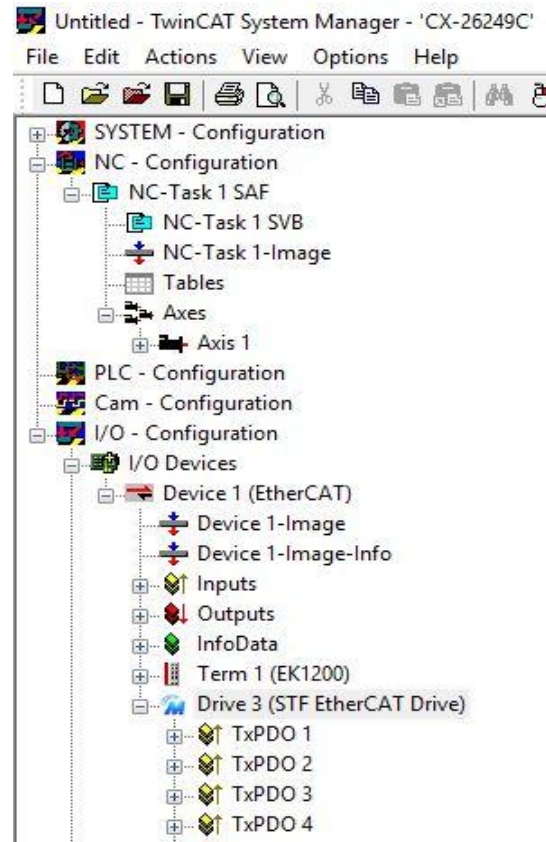 Untitled - TwinCAT System Manager - 'CX-26249C'
File Edit Actions View Options Help
SYSTEM - Configuration
NC - Configuration
NC-Task 1 SAF
NC-Task 1 SVB
NC-Task 1-Image
Tables
Axes
Axis 1
PLC - Configuration
Cam - Configuration
I/O - Configuration
I/O Devices
Device 1 (EtherCAT)
Device 1-Image
Device 1-Image-Info
Inputs
Outputs
InfoData
Term 1 (EK1200)
Drive 3 (STF EtherCAT Drive)
TxPDO 1
TxPDO 2
TxPDO 3
TxPDO 4